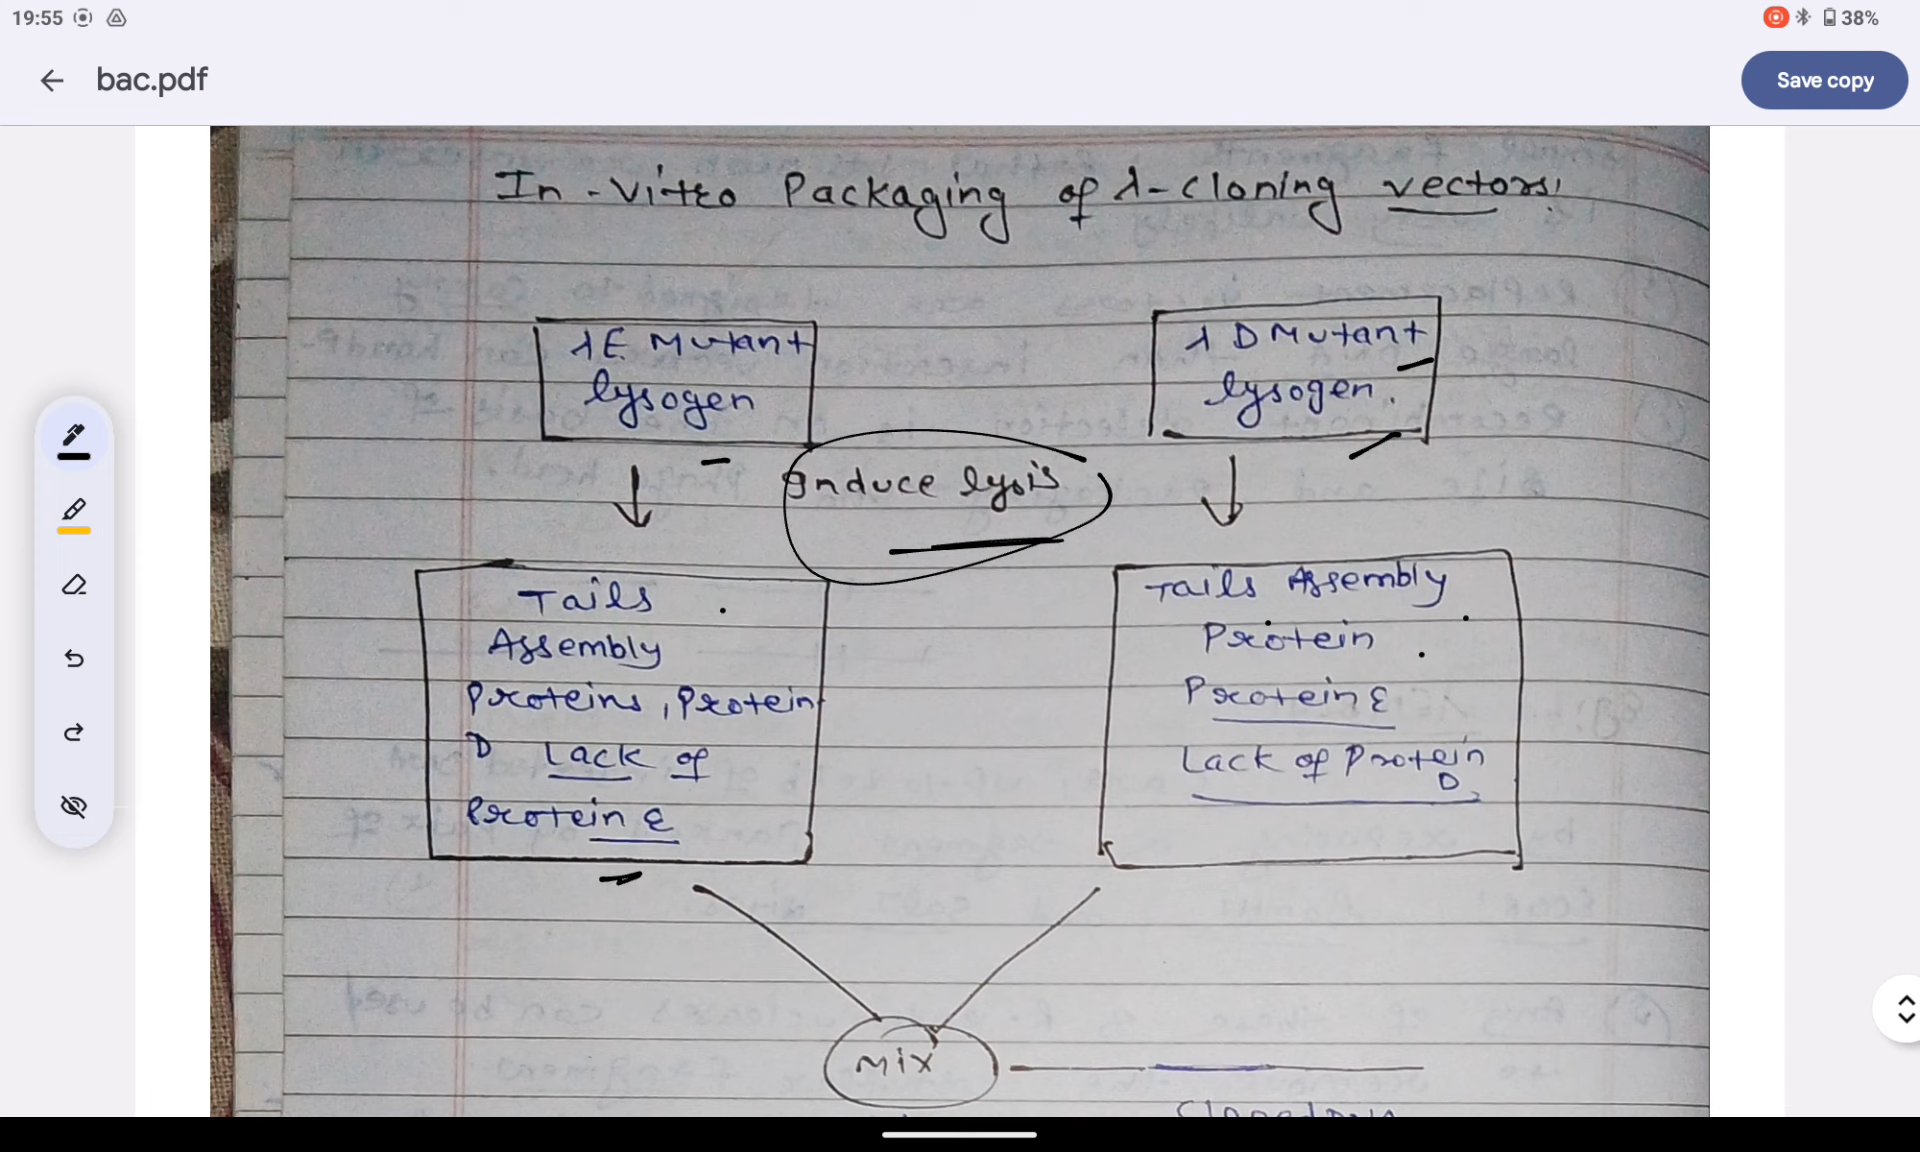 19:55
38%
bac.pdf
Save copy
In-vitro Packaging of λ-cloning vectors!
λE Mutant
lysogen
λ D Mutant
lysogen.
Induce lysis
Tails
Assembly
Proteins, Protein
D Lack of
Protein E
Tails Assembly
Protein
Protein E
Lack of Protein
D
Mix